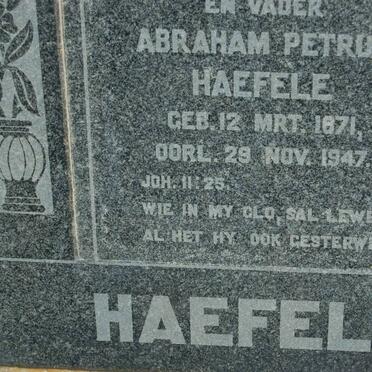 EN VADER
ABRAHAM PETRU
HAEFELE
GEB. 12 MRT. 1871,
OORL. 29 NOV. 1947.
JOH. 11:25.
WIE IN MY GLO, SAL LEWE
AL HET HY OOK GESTERWE
HAEFEL